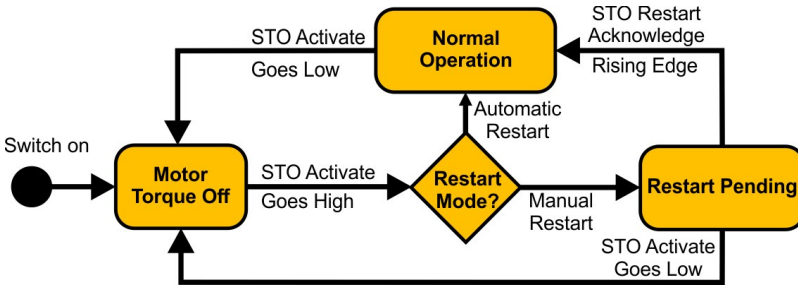 STO Activate
Goes Low
Normal
Operation
STO Restart
Acknowledge
Rising Edge
Automatic
Restart
Switch on
Motor
Torque Off
STO Activate
Goes High
Restart
Mode?
Manual
Restart
Restart Pending
STO Activate
Goes Low